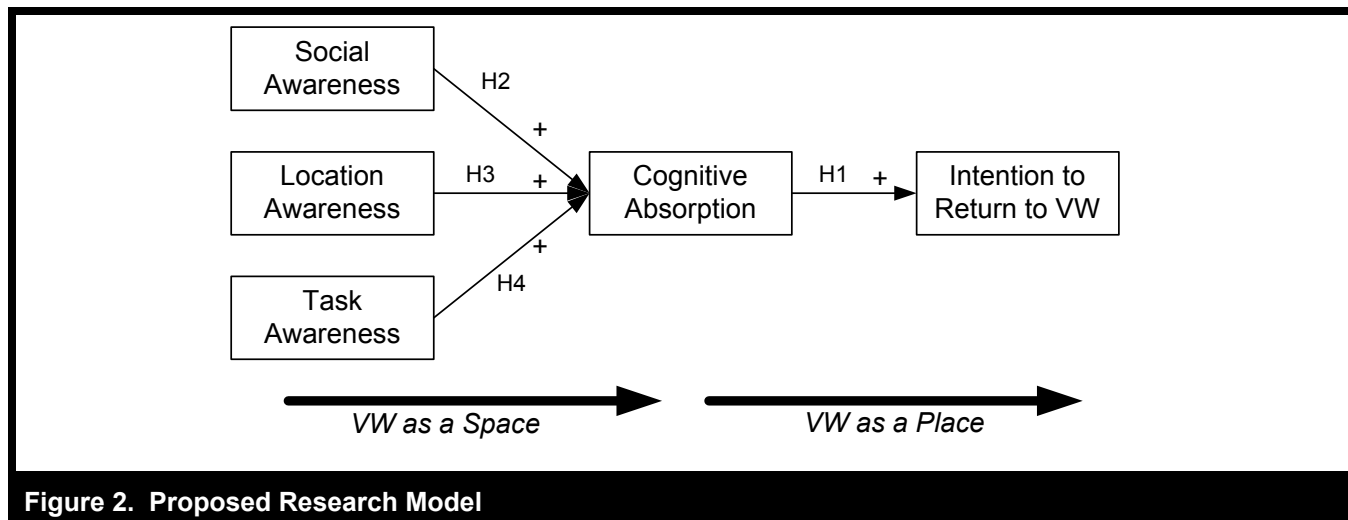 Social
Awareness
H2
+
Location
Awareness
H3
+
Cognitive
Absorption
H1
+
Intention to
Return to VW
+
H4
Task
Awareness
VW as a Space
VW as a Place
Figure 2. Proposed Research Model